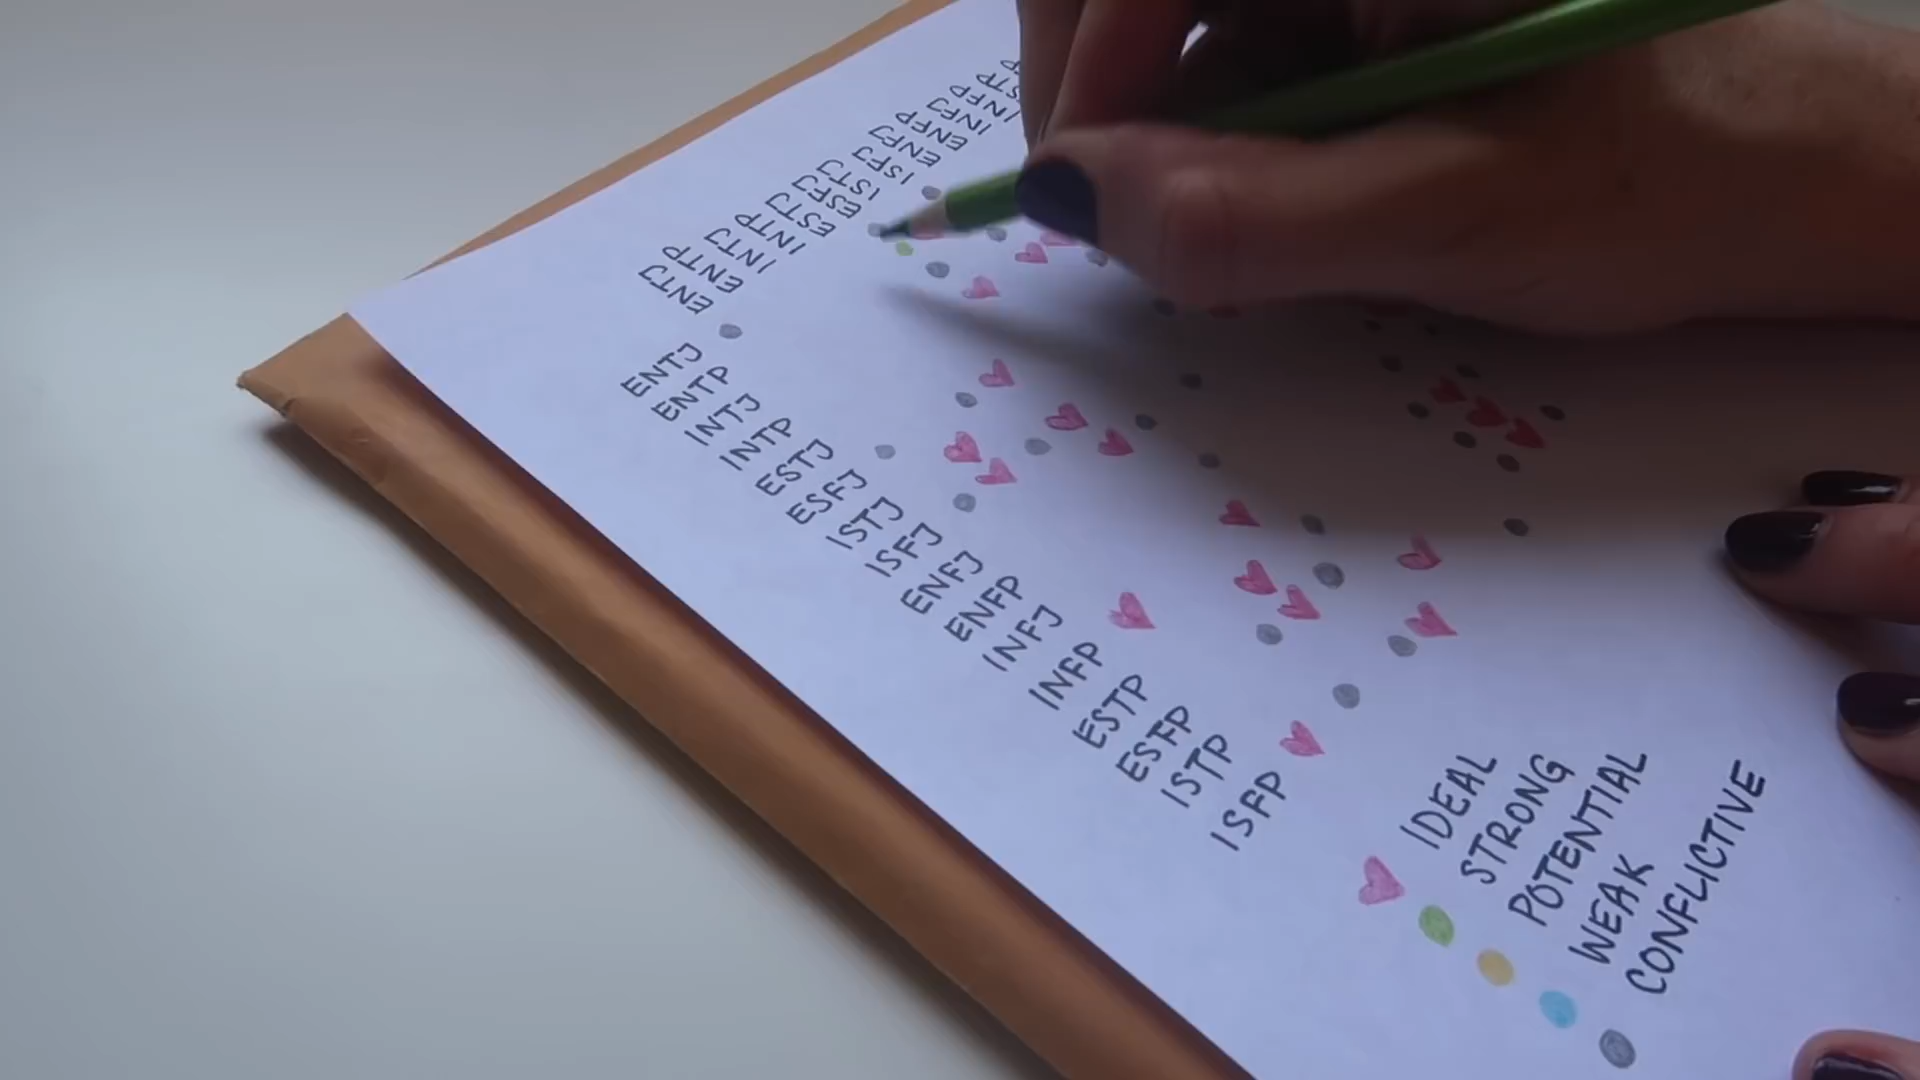 ENTJ
ENTP
INTJ
INTP
ESTJ
ESFJ
ISTJ
ISFJ
ENFJ
ENFP
INFJ
INFP
ENTJ
ENTP
INTJ
INTP
ESTJ
ESFJ
ISTJ
ISFJ
ENFJ
ENFP
INFJ
INFP
ESTP
ESFP
ISTP
ISFP
IDEAL
STRONG
POTENTIAL
WEAK
CONFLICTIVE